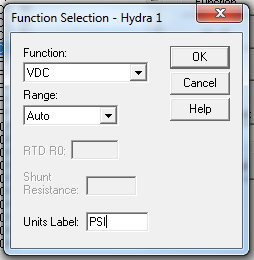 Function Selection - Hydra 1
Function:
VDC
OK
Cancel
Range:
Auto
Help
RTD R0:
Shunt
Resistance:
Units Label: PSI